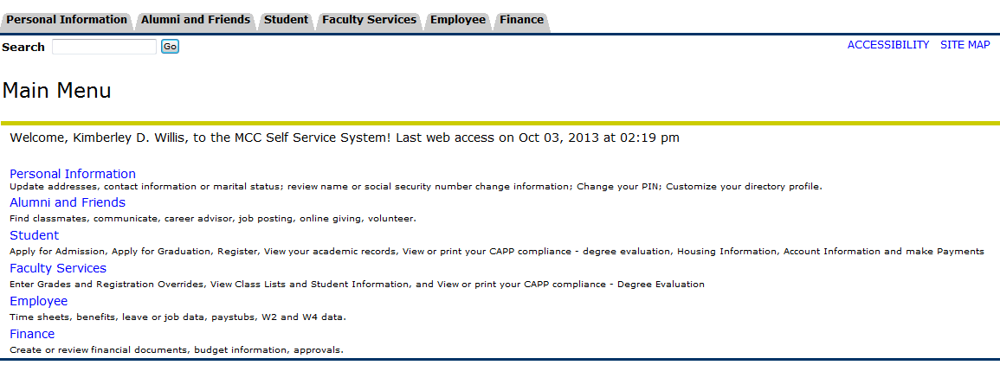 Personal Information Alumni and Friends Student Faculty Services Employee Finance
Search Go ACCESSIBILITY SITE MAP
Main Menu
Welcome, Kimberley D. Willis, to the MCC Self Service System! Last web access on Oct 03, 2013 at 02:19 pm
Personal Information
Update addresses, contact information or marital status; review name or social security number change information; Change your PIN; Customize your directory profile.
Alumni and Friends
Find classmates, communicate, career advisor, job posting, online giving, volunteer.
Student
Apply for Admission, Apply for Graduation, Register, View your academic records, View or print your CAPP compliance - degree evaluation, Housing Information, Account Information and make Payments
Faculty Services
Enter Grades and Registration Overrides, View Class Lists and Student Information, and View or print your CAPP compliance - Degree Evaluation
Employee
Time sheets, benefits, leave or job data, paystubs, W2 and W4 data.
Finance
Create or review financial documents, budget information, approvals.